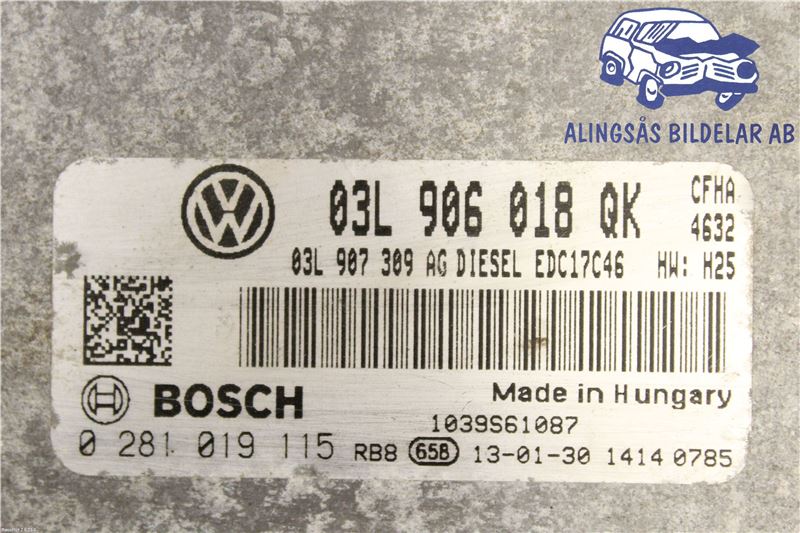 ALINGSÅS BILDELAR AB
03L 906 018 QK
CFHA
4632
03L 907 309 AG DIESEL EDC17C46 HW: H25
BOSCH
Made in Hungary
1039S61087
0 281 019 115 RB8 65B 13-01-30 1414 0785